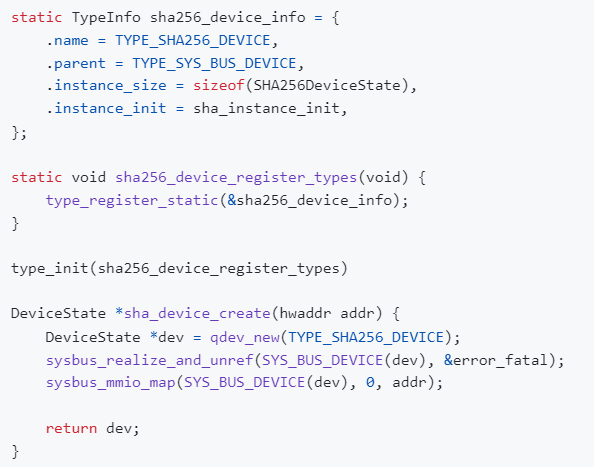 static TypeInfo sha256_device_info = {
    .name = TYPE_SHA256_DEVICE,
    .parent = TYPE_SYS_BUS_DEVICE,
    .instance_size = sizeof(SHA256DeviceState),
    .instance_init = sha_instance_init,
};

static void sha256_device_register_types(void) {
    type_register_static(&sha256_device_info);
}

type_init(sha256_device_register_types)

DeviceState *sha_device_create(hwaddr addr) {
    DeviceState *dev = qdev_new(TYPE_SHA256_DEVICE);
    sysbus_realize_and_unref(SYS_BUS_DEVICE(dev), &error_fatal);
    sysbus_mmio_map(SYS_BUS_DEVICE(dev), 0, addr);

    return dev;
}